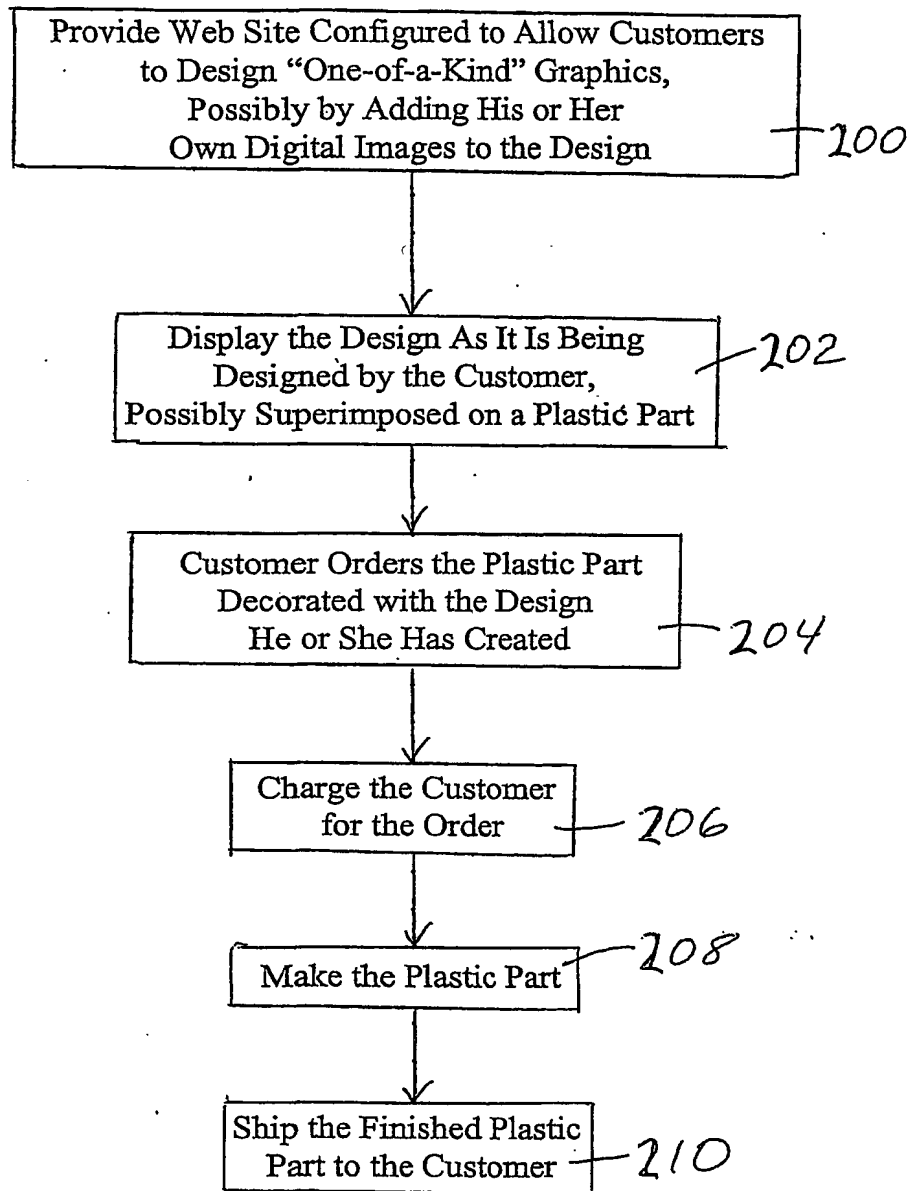 Provide Web Site Configured to Allow Customers
to Design “One-of-a-Kind” Graphics,
Possibly by Adding His or Her
Own Digital Images to the Design
200
Display the Design As It Is Being
Designed by the Customer,
Possibly Superimposed on a Plastic Part
202
Customer Orders the Plastic Part
Decorated with the Design
He or She Has Created
204
Charge the Customer
for the Order
206
Make the Plastic Part
208
Ship the Finished Plastic
Part to the Customer
210